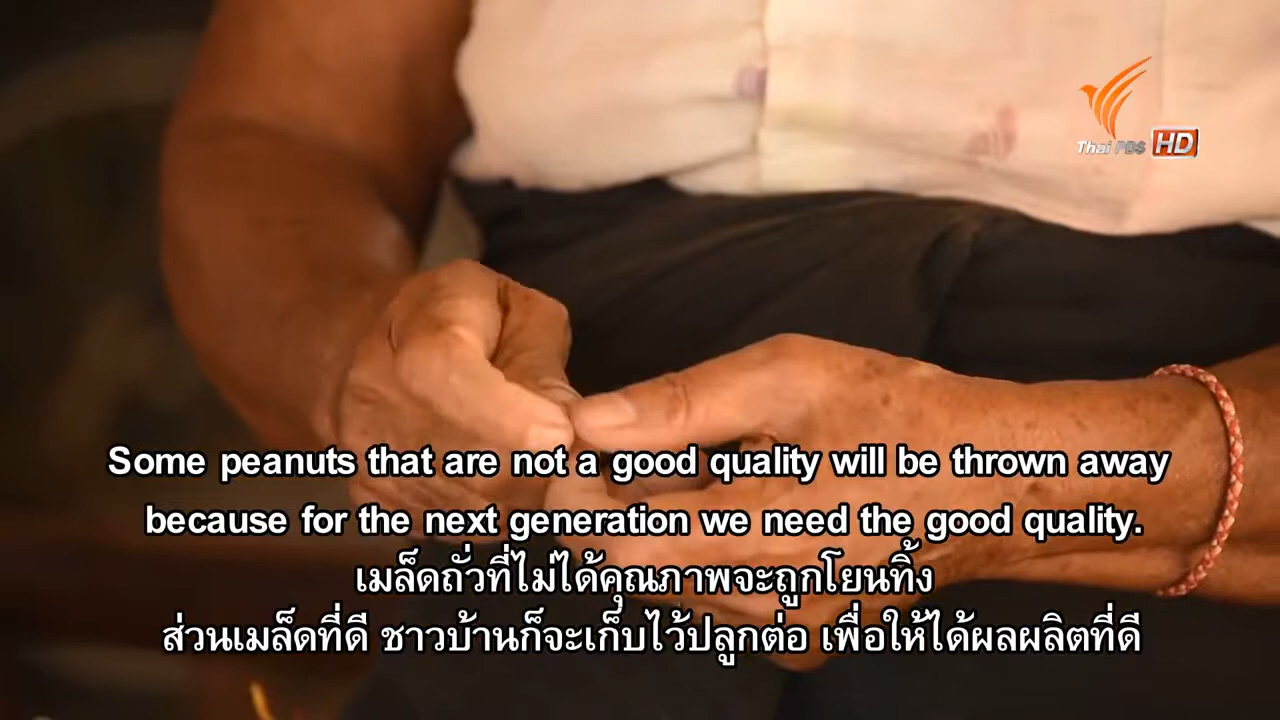 Thai PBS HD
Some peanuts that are not a good quality will be thrown away
because for the next generation we need the good quality.
เมล็ดถั่วที่ไม่ได้คุณภาพจะถูกโยนทิ้ง
ส่วนเมล็ดที่ดี ชาวบ้านก็จะเก็บไว้ปลูกต่อ เพื่อให้ได้ผลผลิตที่ดี